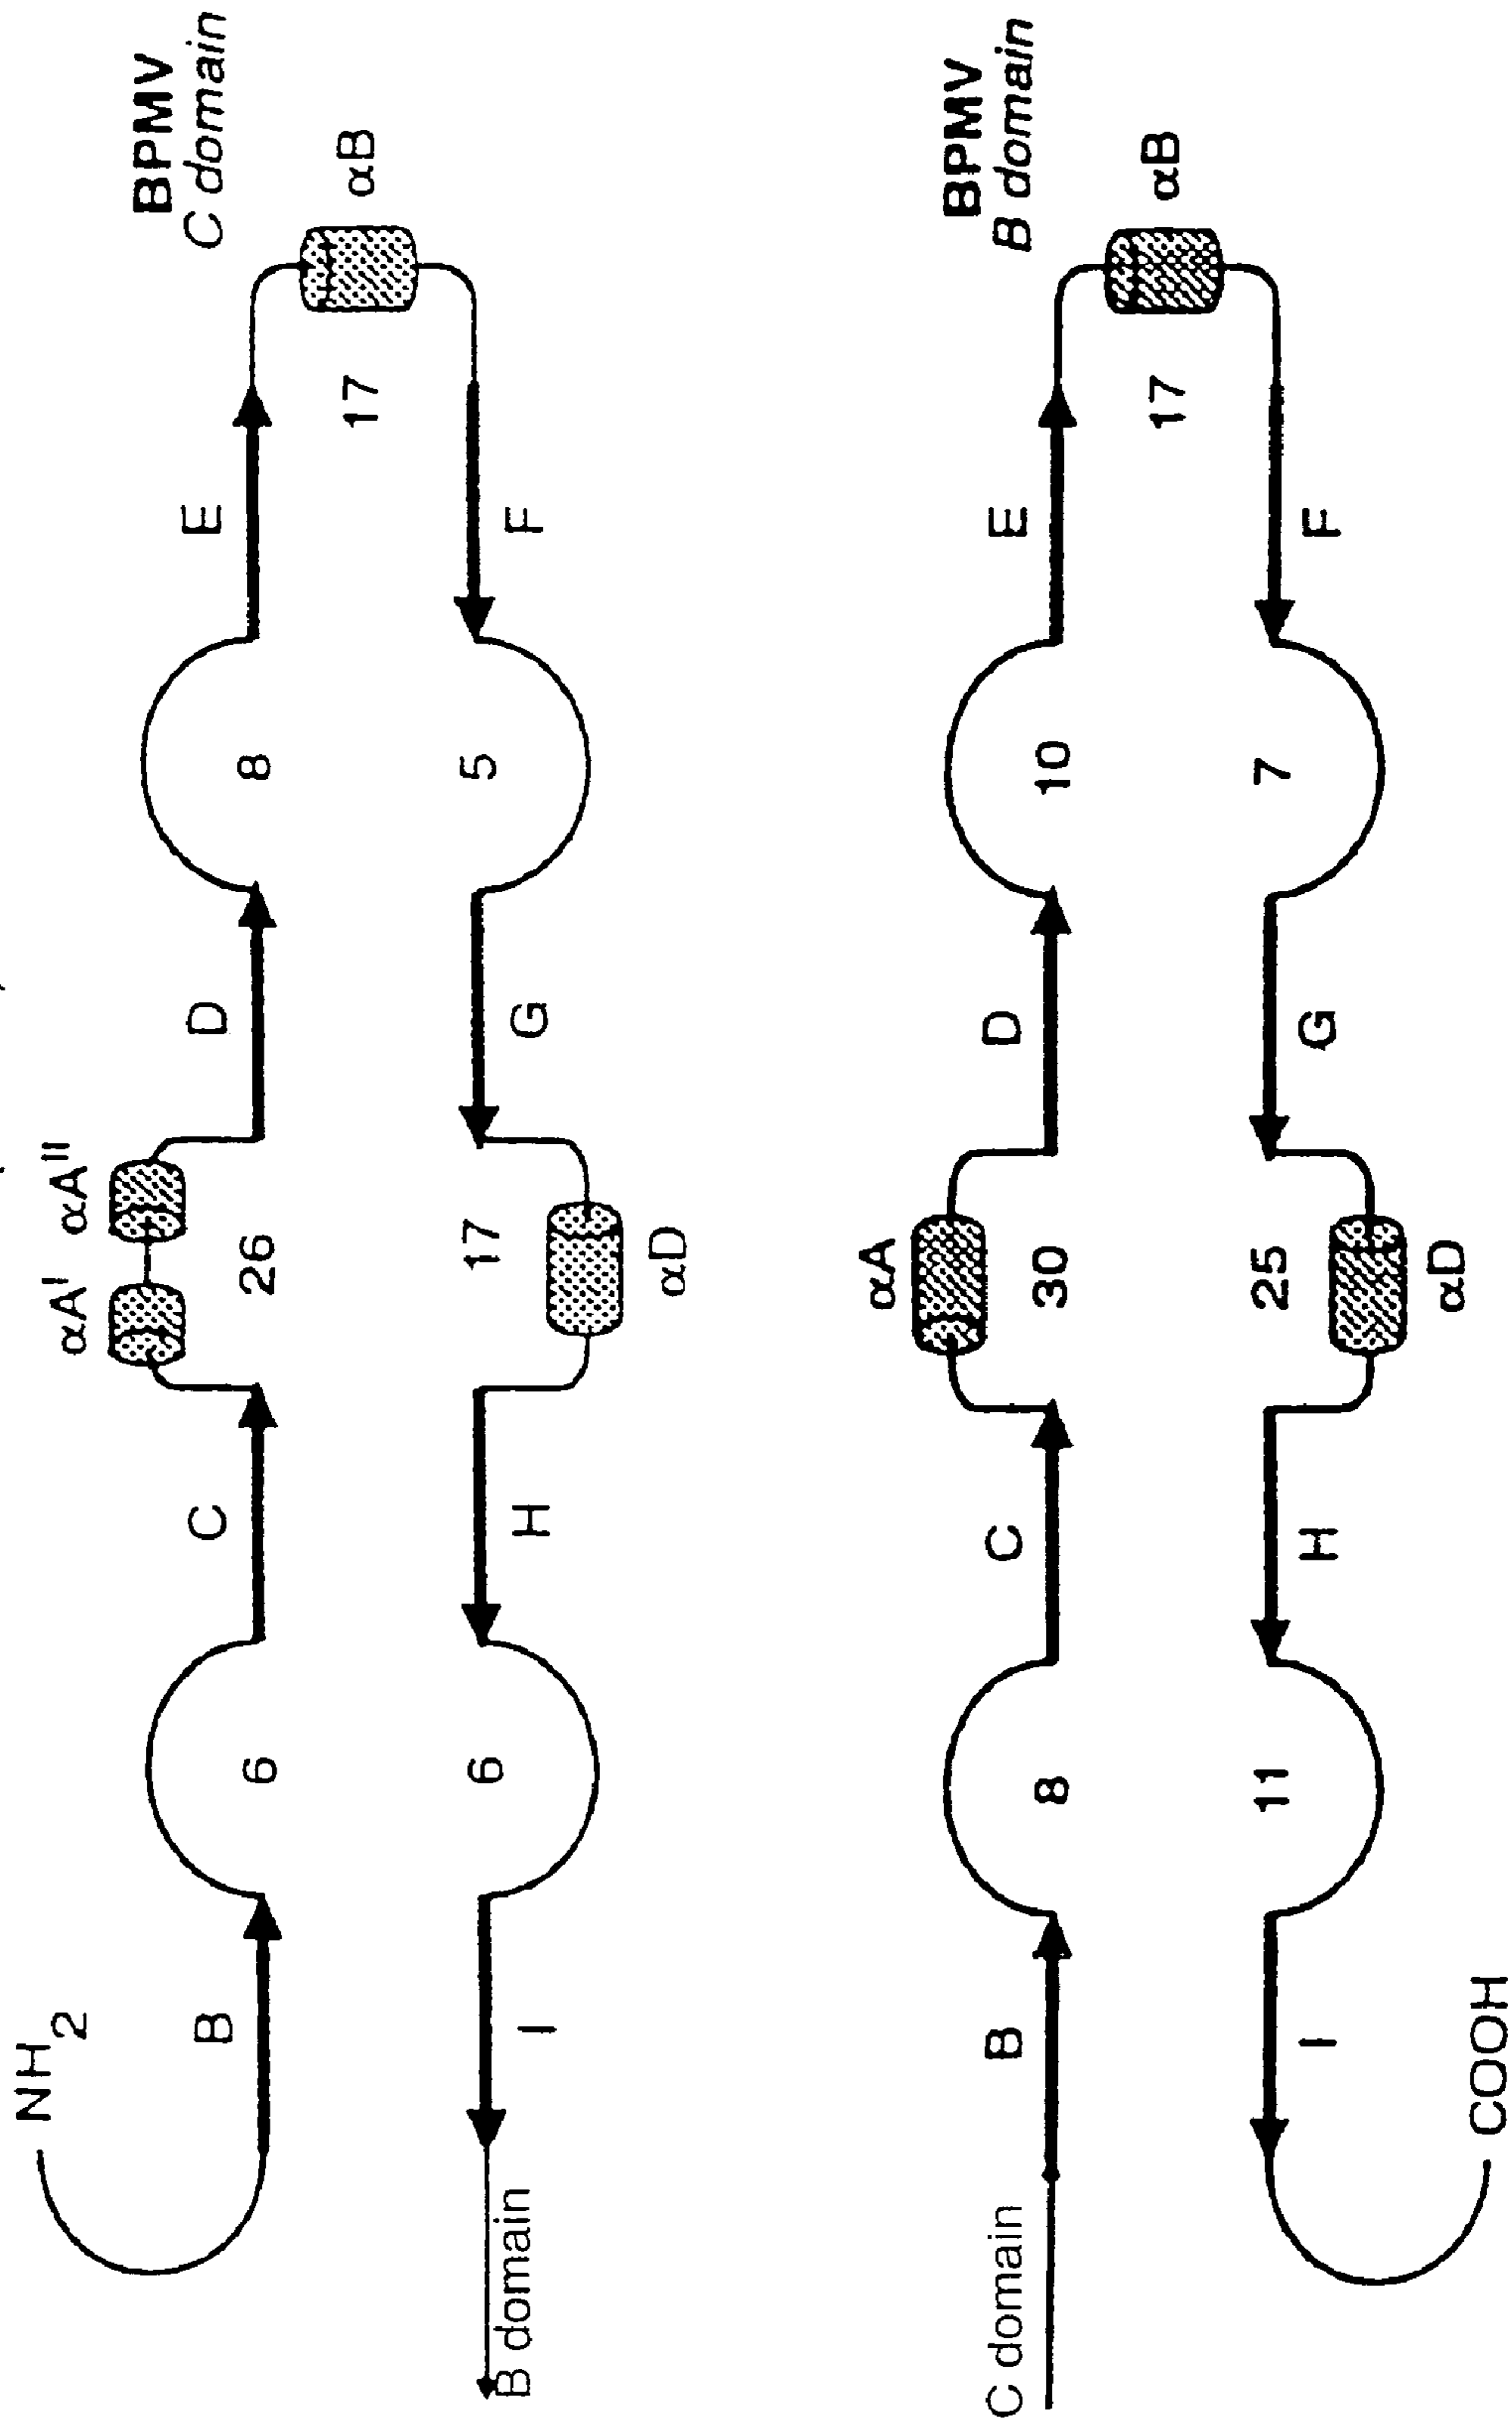 BPMV
C domain
NH2
αA' αA"
B
C
D
E
αB
6
26
8
17
6
17
5
I
H
G
F
B domain
αD
BPMV
B domain
αA
C domain
B
C
D
E
αB
8
30
10
17
11
25
7
I
H
G
F
COOH
αD